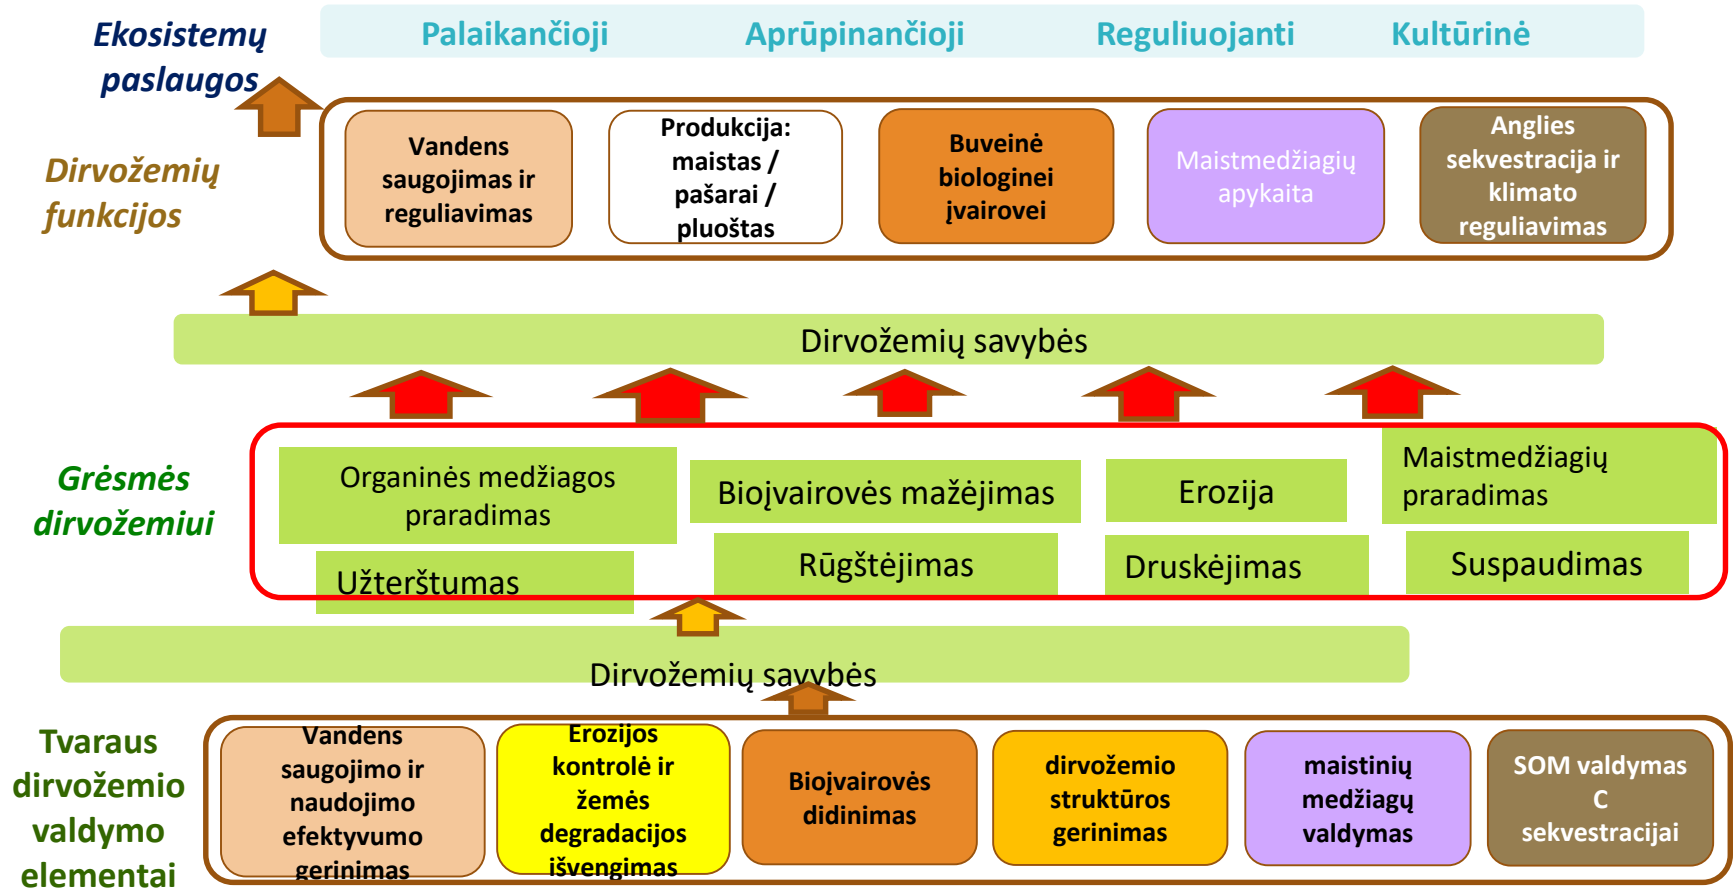 Ekosistemų
paslaugos
Palaikančioji
Aprūpinančioji
Reguliuojanti
Kultūrinė
Dirvožemių
funkcijos
Vandens
saugojimas ir
reguliavimas
Produkcija:
maistas /
pašarai /
pluoštas
Buveinė
biologinei
įvairovei
Maistmedžiagių
apykaita
Anglies
sekvestracija ir
klimato
reguliavimas
Dirvožemių savybės
Grėsmės
dirvožemiui
Organinės medžiagos
praradimas
Bioįvairovės mažėjimas
Erozija
Maistmedžiagių
praradimas
Užterštumas
Rūgštėjimas
Druskėjimas
Suspaudimas
Dirvožemių savybės
Tvaraus
dirvožemio
valdymo
elementai
Vandens
saugojimo ir
naudojimo
efektyvumo
gerinimas
Erozijos
kontrolė ir
žemės
degradacijos
išvengimas
Bioįvairovės
didinimas
dirvožemio
struktūros
gerinimas
maistinių
medžiagų
valdymas
SOM valdymas
C
sekvestracijai